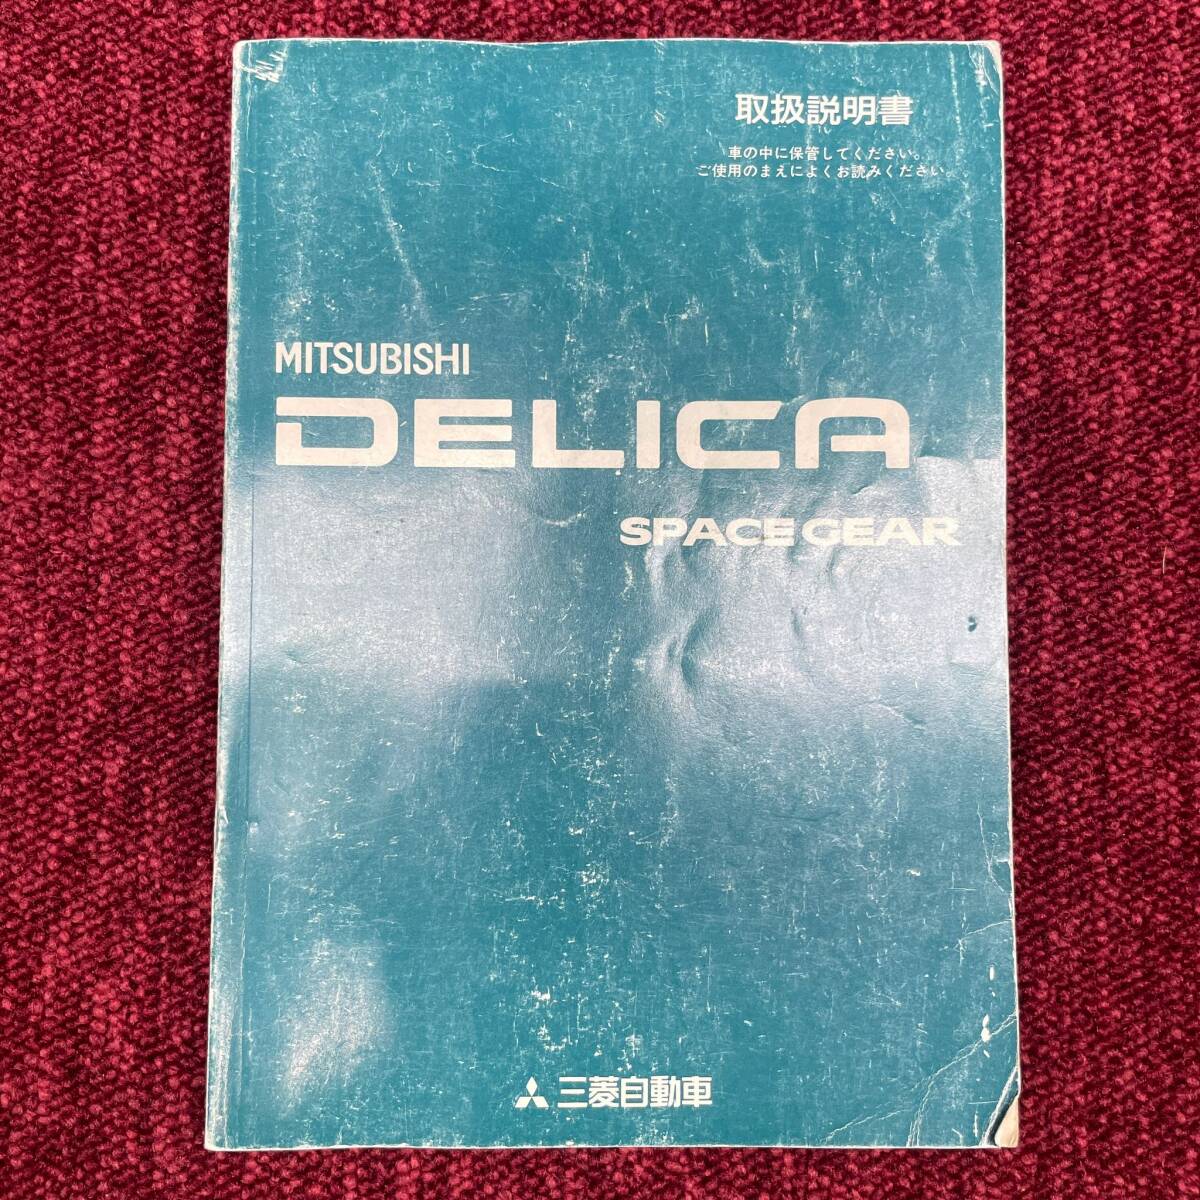 取扱説明書
車の中に保管してください。
ご使用のまえによくお読みください。
MITSUBISHI
DELICA
SPACE GEAR
三菱自動車